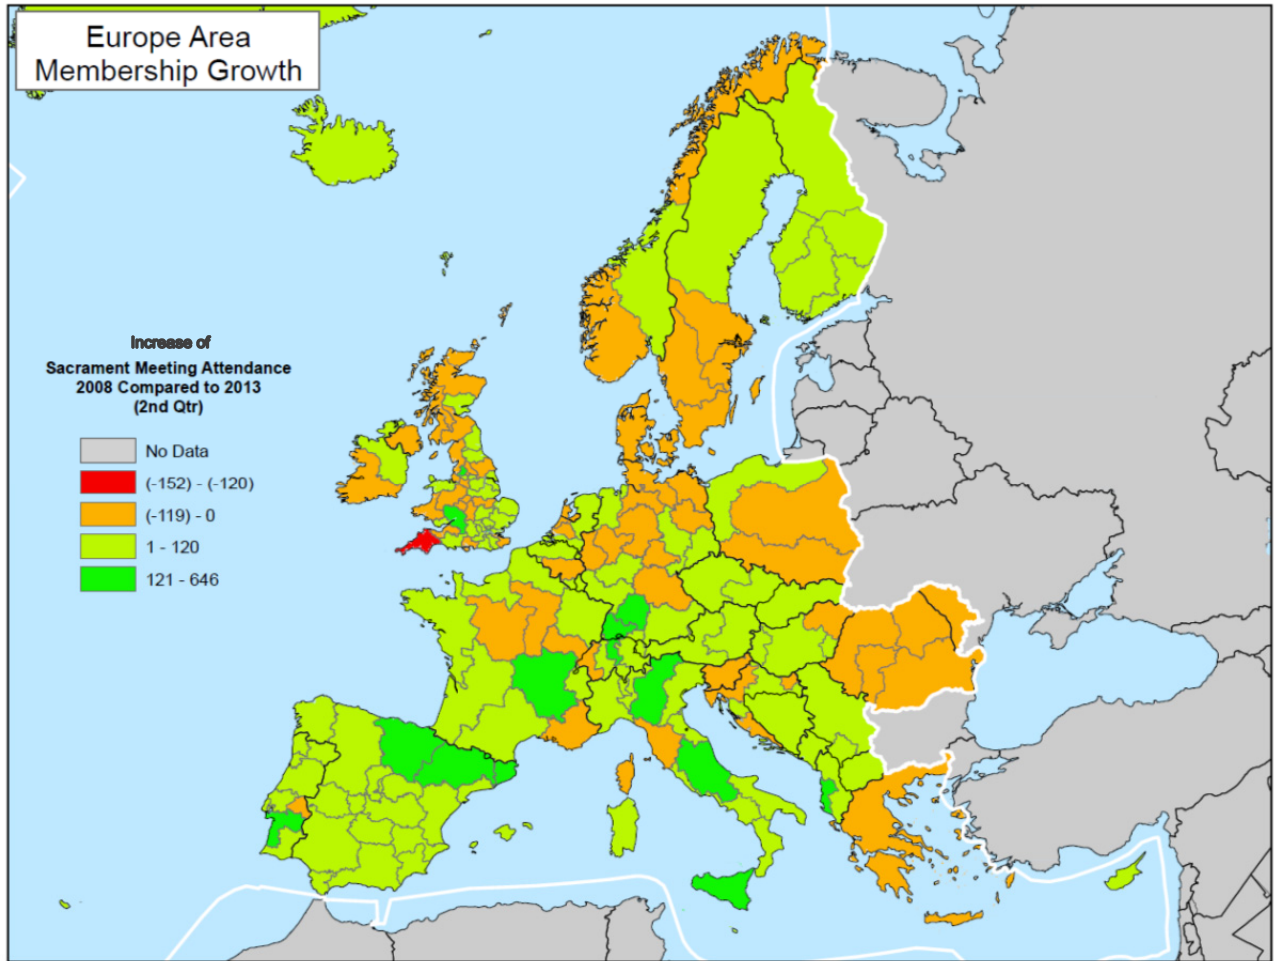 Europe Area
Membership Growth
Increase of
Sacrament Meeting Attendance
2008 Compared to 2013
(2nd Qtr)
No Data
(-152) - (-120)
(-119) - 0
1 - 120
121 - 646